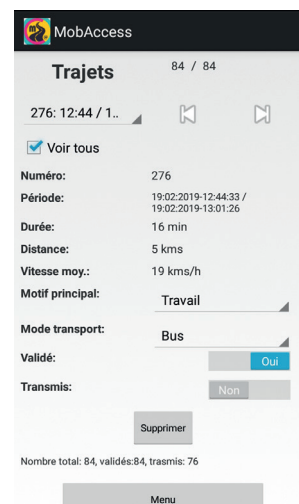 MobAccess
Trajets 84 / 84
276: 12:44 / 1..
Voir tous
Numéro: 276
Période: 19:02:2019-12:44:33 /
19:02:2019-13:01:26
Durée: 16 min
Distance: 5 kms
Vitesse moy.: 19 kms/h
Motif principal: Travail
Mode transport: Bus
Validé: Oui
Transmis: Non
Supprimer
Nombre total: 84, validés:84, trasmis: 76
Menu